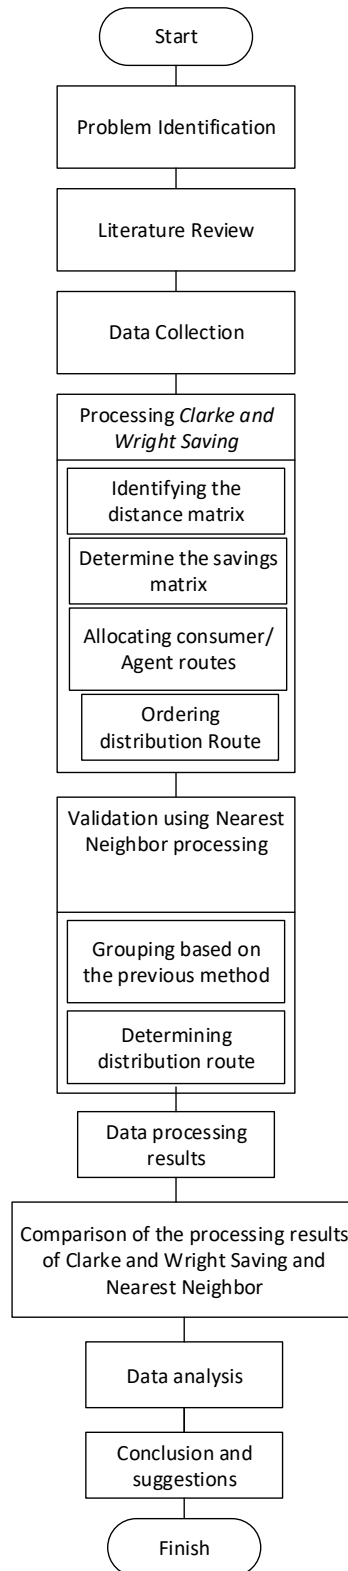 Start
Problem Identification
Literature Review
Data Collection
Processing Clarke and
Wright Saving
Identifying the
distance matrix
Determine the savings
matrix
Allocating consumer/
Agent routes
Ordering
distribution Route
Validation using Nearest
Neighbor processing
Grouping based on
the previous method
Determining
distribution route
Data processing
results
Comparison of the processing results
of Clarke and Wright Saving and
Nearest Neighbor
Data analysis
Conclusion and
suggestions
Finish